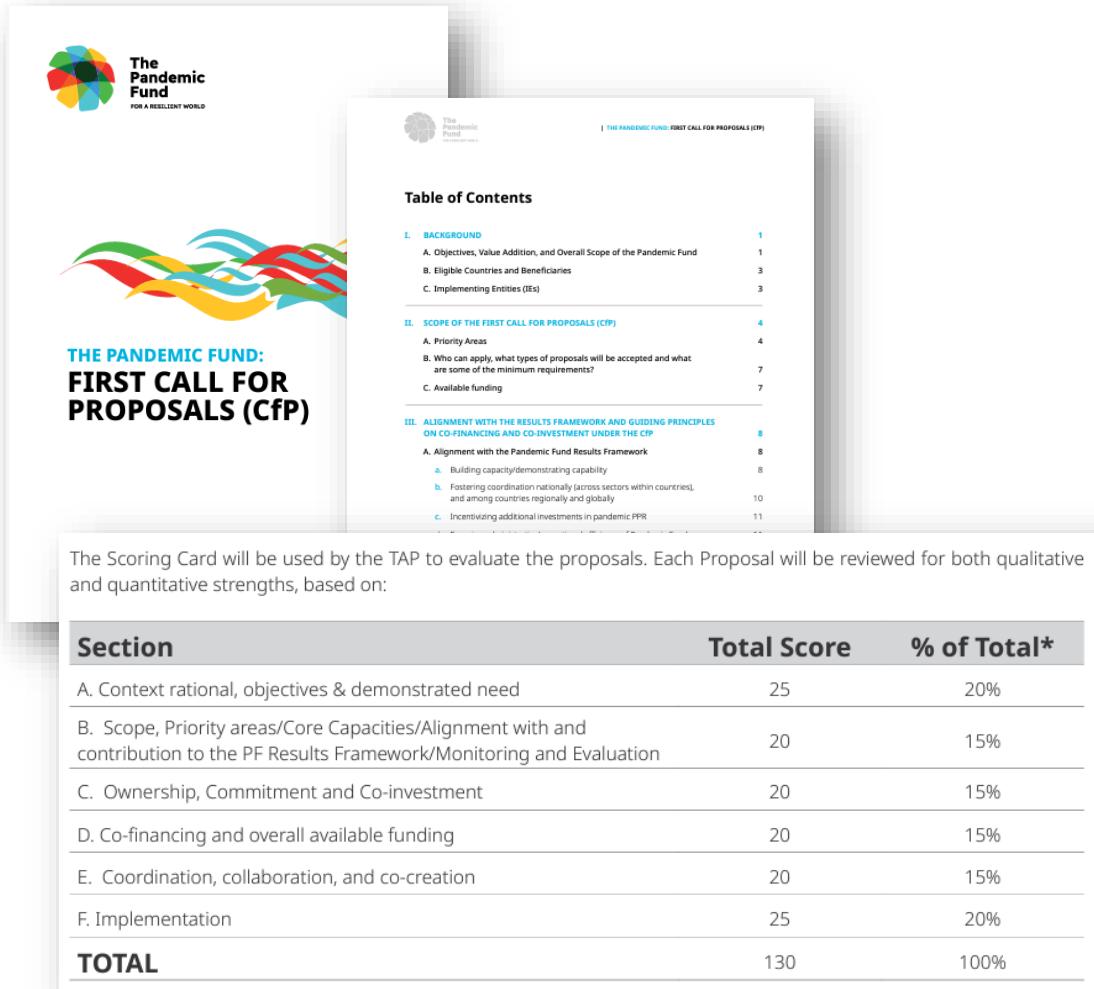 The
Pandemic
Fund
FOR A RESILIENT WORLD
THE PANDEMIC FUND:
FIRST CALL FOR
PROPOSALS (CfP)
The
Pandemic
Fund
FOR A RESILIENT WORLD
| THE PANDEMIC FUND: FIRST CALL FOR PROPOSALS (CfP)
Table of Contents
I. BACKGROUND 1
A. Objectives, Value Addition, and Overall Scope of the Pandemic Fund 1
B. Eligible Countries and Beneficiaries 3
C. Implementing Entities (IEs) 3
II. SCOPE OF THE FIRST CALL FOR PROPOSALS (CfP) 4
A. Priority Areas 4
B. Who can apply, what types of proposals will be accepted and what
are some of the minimum requirements? 7
C. Available funding 7
III. ALIGNMENT WITH THE RESULTS FRAMEWORK AND GUIDING PRINCIPLES
ON CO-FINANCING AND CO-INVESTMENT UNDER THE CfP 8
A. Alignment with the Pandemic Fund Results Framework 8
a. Building capacity/demonstrating capability 8
b. Fostering coordination nationally (across sectors within countries),
and among countries regionally and globally 10
c. Incentivizing additional investments in pandemic PPR 11
The Scoring Card will be used by the TAP to evaluate the proposals. Each Proposal will be reviewed for both qualitative
and quantitative strengths, based on:
Section Total Score % of Total*
A. Context rational, objectives & demonstrated need 25 20%
B. Scope, Priority areas/Core Capacities/Alignment with and
contribution to the PF Results Framework/Monitoring and Evaluation 20 15%
C. Ownership, Commitment and Co-investment 20 15%
D. Co-financing and overall available funding 20 15%
E. Coordination, collaboration, and co-creation 20 15%
F. Implementation 25 20%
TOTAL 130 100%